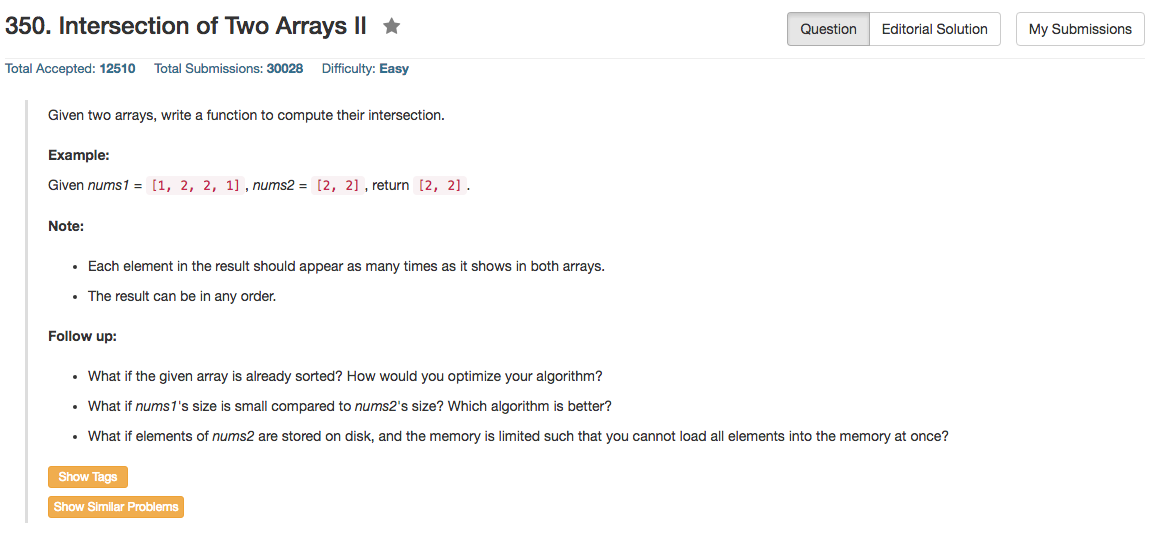 350. Intersection of Two Arrays II ★
Question Editorial Solution My Submissions
Total Accepted: 12510 Total Submissions: 30028 Difficulty: Easy
Given two arrays, write a function to compute their intersection.
Example:
Given nums1 = [1, 2, 2, 1] , nums2 = [2, 2] , return [2, 2] .
Note:
• Each element in the result should appear as many times as it shows in both arrays.
• The result can be in any order.
Follow up:
• What if the given array is already sorted? How would you optimize your algorithm?
• What if nums1's size is small compared to nums2's size? Which algorithm is better?
• What if elements of nums2 are stored on disk, and the memory is limited such that you cannot load all elements into the memory at once?
Show Tags
Show Similar Problems